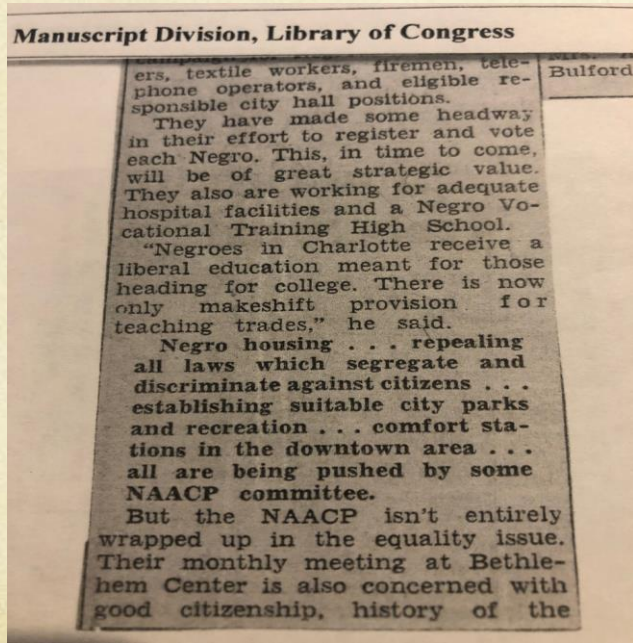 Manuscript Division, Library of Congress
ers, textile workers, firemen, tele-
phone operators, and eligible re-
sponsible city hall positions.
They have made some headway
in their effort to register and vote
each Negro. This, in time to come,
will be of great strategic value.
They also are working for adequate
hospital facilities and a Negro Vo-
cational Training High School.
"Negroes in Charlotte receive a
liberal education meant for those
heading for college. There is now
only makeshift provision for
teaching trades," he said.
Negro housing . . . repealing
all laws which segregate and
discriminate against citizens . . .
establishing suitable city parks
and recreation . . . comfort sta-
tions in the downtown area . . .
all are being pushed by some
NAACP committee.
But the NAACP isn't entirely
wrapped up in the equality issue.
Their monthly meeting at Bethle-
hem Center is also concerned with
good citizenship, history of the
Bulford